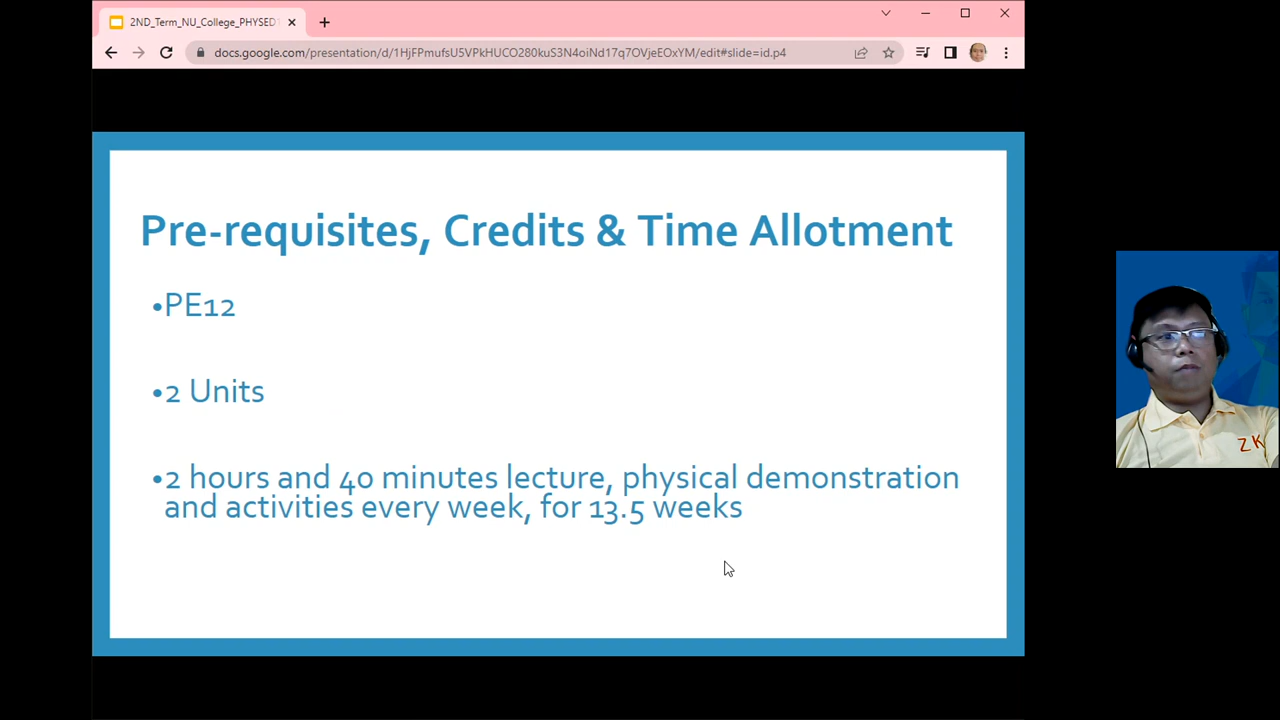 2ND_Term_NU_College_PHYSED
docs.google.com/presentation/d/1HjFPmufsU5VPkHUCO280kuS3N4oiNd17q7OVjeEOxYM/edit#slide=id.p4
Pre-requisites, Credits & Time Allotment
•PE12
•2 Units
•2 hours and 40 minutes lecture, physical demonstration
and activities every week, for 13.5 weeks
ZK